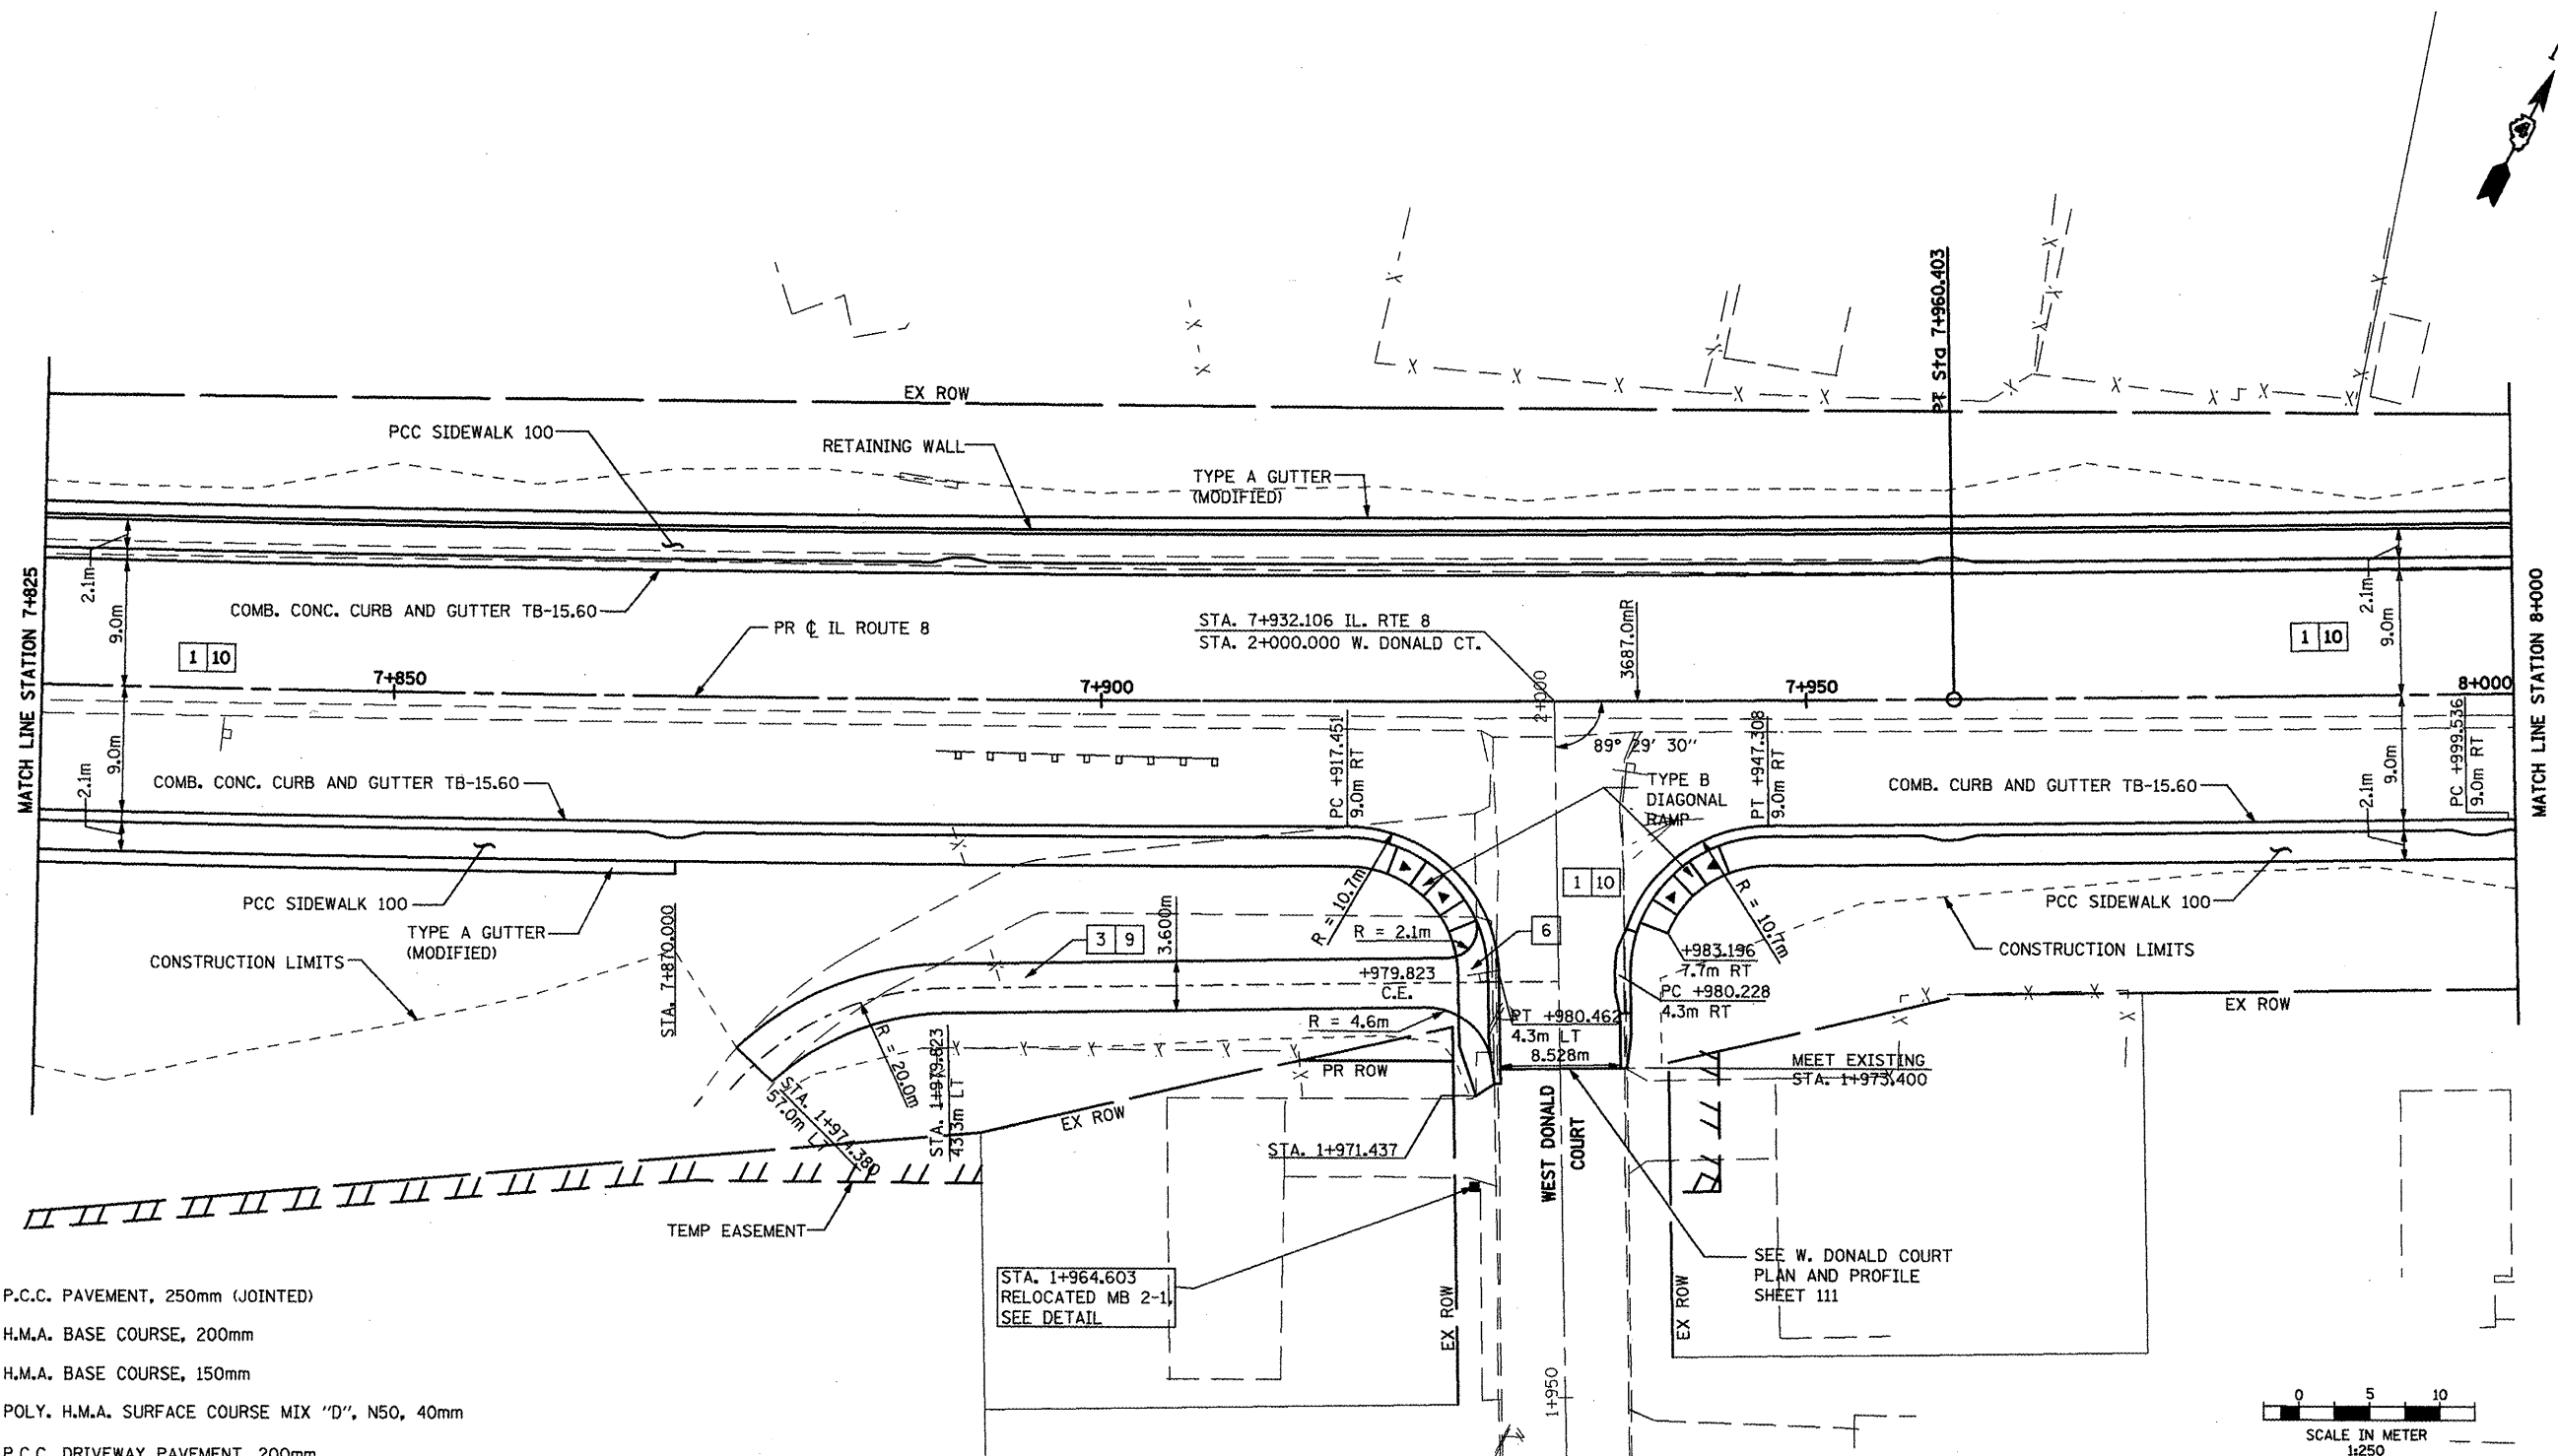 PT Sta 7+960.403
EX ROW
PCC SIDEWALK 100
RETAINING WALL
TYPE A GUTTER
(MODIFIED)
MATCH LINE STATION 7+825
2.1m
9.0m
COMB. CONC. CURB AND GUTTER TB-15.60
PR ℄ IL ROUTE 8
STA. 7+932.106 IL. RTE 8
STA. 2+000.000 W. DONALD CT.
3687.0mR
2.1m
9.0m
1 10
1 10
MATCH LINE STATION 8+000
7+850
7+900
2+000
7+950
8+000
89° 29' 30"
9.0m
2.1m
COMB. CONC. CURB AND GUTTER TB-15.60
PC +917.451
9.0m RT
PT +947.308
9.0m RT
TYPE B
DIAGONAL
RAMP
COMB. CURB AND GUTTER TB-15.60
2.1m
9.0m
PC +999.536
9.0m RT
PCC SIDEWALK 100
TYPE A GUTTER
(MODIFIED)
CONSTRUCTION LIMITS
STA. 7+870.000
3 9
3.600m
R = 10.7m
R = 2.1m
6
1 10
R = 10.7m
PCC SIDEWALK 100
CONSTRUCTION LIMITS
+979.823
C.E.
+983.196
7.7m RT
PC +980.228
4.3m RT
EX ROW
R = 4.6m
PT +980.462
4.3m LT
8.528m
PR ROW
MEET EXISTING
STA. 1+973.400
R = 20.0m
STA. 1+974.380
57.0m LT
STA. 1+979.823
43.3m LT
EX ROW
STA. 1+971.437
WEST DONALD
COURT
TEMP EASEMENT
STA. 1+964.603
RELOCATED MB 2-1,
SEE DETAIL
SEE W. DONALD COURT
PLAN AND PROFILE
SHEET 111
EX ROW
EX ROW
1+950
P.C.C. PAVEMENT, 250mm (JOINTED)
H.M.A. BASE COURSE, 200mm
H.M.A. BASE COURSE, 150mm
POLY. H.M.A. SURFACE COURSE MIX "D", N50, 40mm
P.C.C. DRIVEWAY PAVEMENT, 200mm
0 5 10
SCALE IN METER
1:250